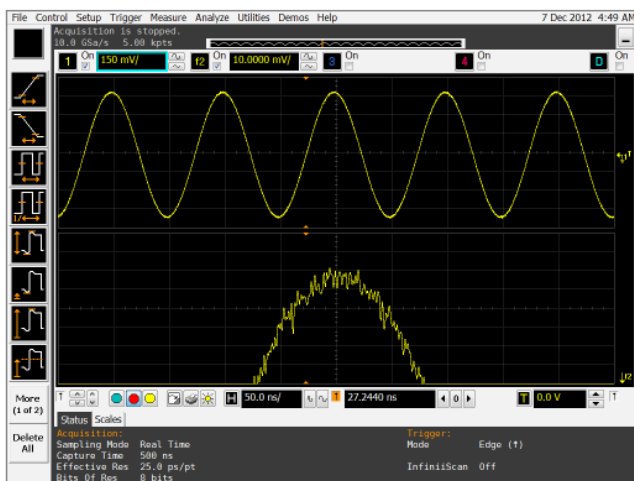 File Control Setup Trigger Measure Analyze Utilities Demos Help 7 Dec 2012 4:49 AM
Acquisition is stopped.
10.0 GSa/s 5.00 kpts
1 On 150 mV/ f2 On 10.0000 mV/ 3 On 4 On D On
T
f2
More
(1 of 2)
Delete
All
T H 50.0 ns/ 27.2440 ns 0 T 0.0 V T
Status Scales
Acquisition: Trigger:
Sampling Mode Real Time Mode Edge (↑)
Capture Time 500 ns
Effective Res 25.0 ps/pt InfiniiScan Off
Bits Of Res 8 bits